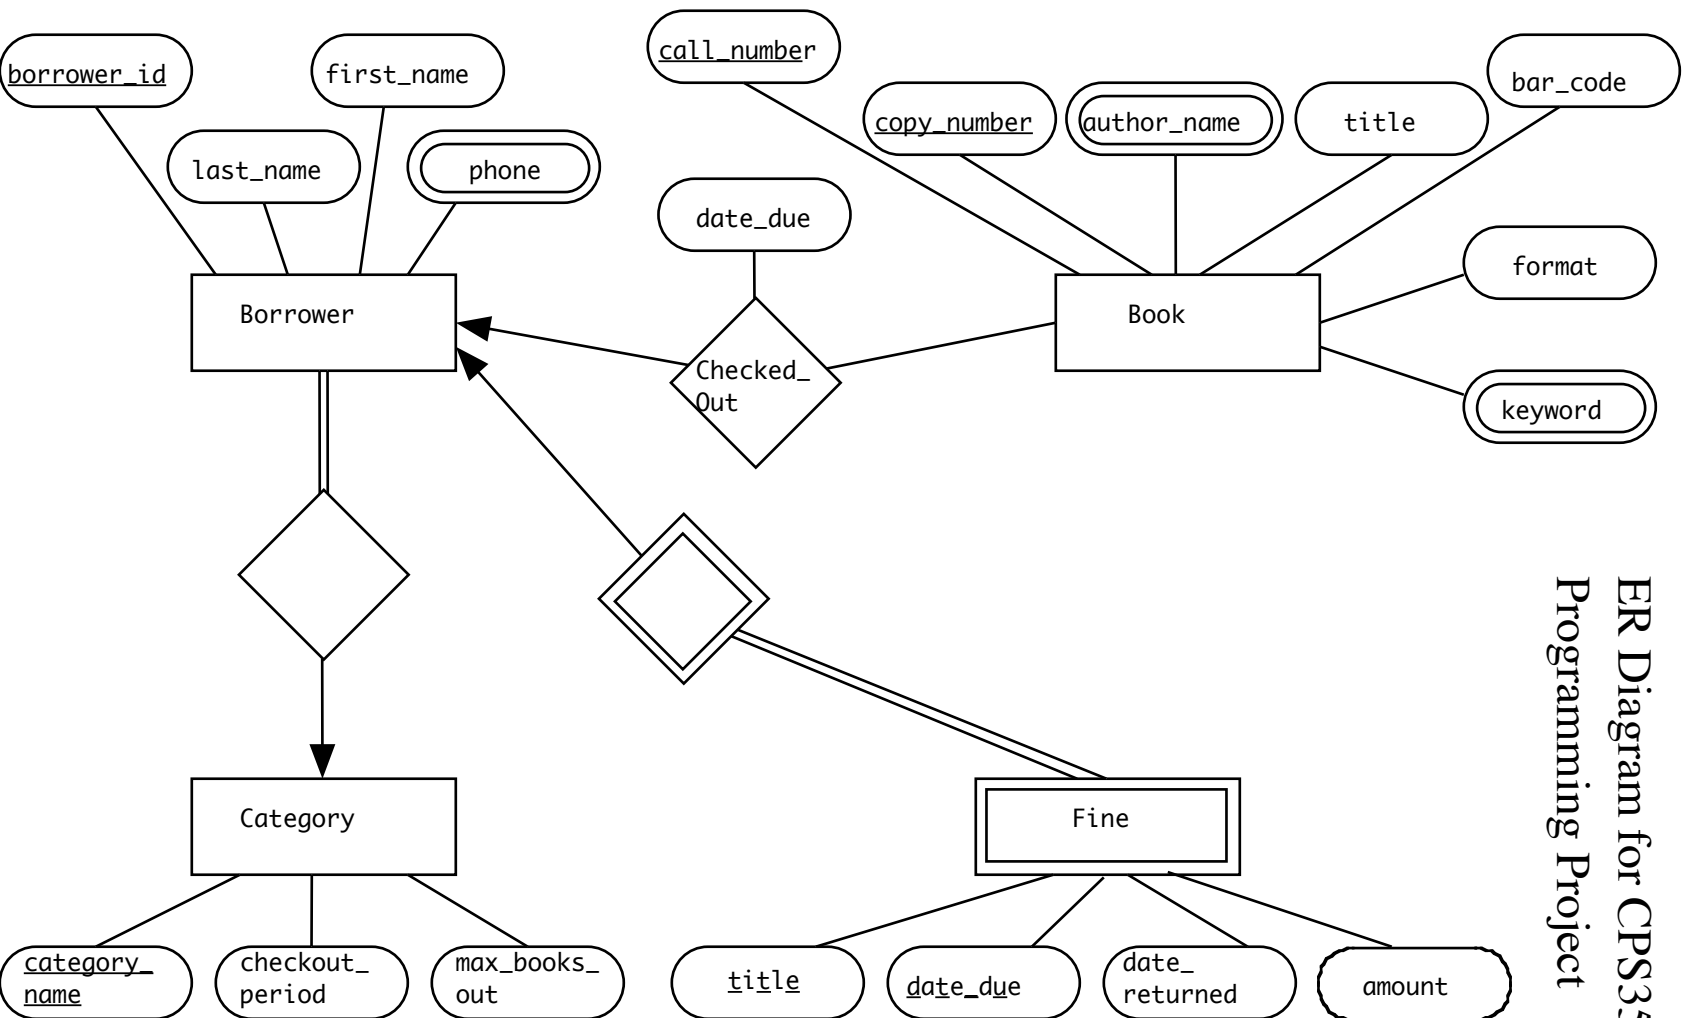 borrower_id
first_name
last_name
phone
call_number
copy_number
author_name
title
bar_code
date_due
format
keyword
Borrower
Checked_
Out
Book
Category
Fine
category_
name
checkout_
period
max_books_
out
title
date_due
date_
returned
amount
ER Diagram for CPS35
Programming Project